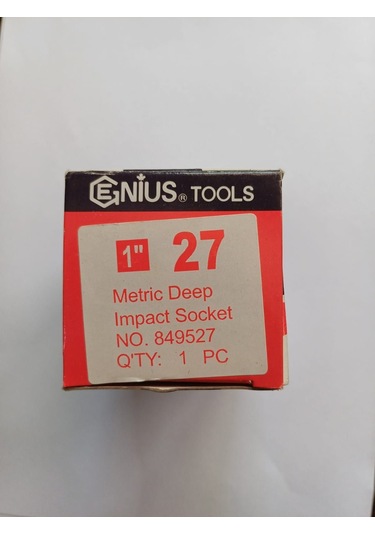 GENIUS® TOOLS
1" 27
Metric Deep
Impact Socket
NO. 849527
Q'TY: 1 PC